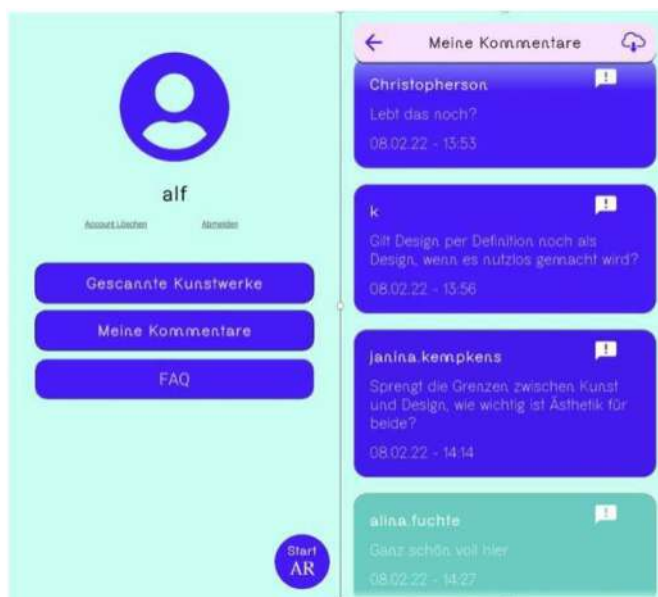 alf
Account Löschen
Abmelden
Gescannte Kunstwerke
Meine Kommentare
FAQ
Start
AR
Meine Kommentare
Christopherson
Lebt das noch?
08.02.22 - 13:53
k
Gilt Design per Definition noch als
Design, wenn es nutzlos gemacht wird?
08.02.22 - 13:56
janina.kempkens
Sprengt die Grenzen zwischen Kunst
und Design, wie wichtig ist Ästhetik für
beide?
08.02.22 - 14:14
alina.fuchte
Ganz schön voll hier
08.02.22 - 14:27